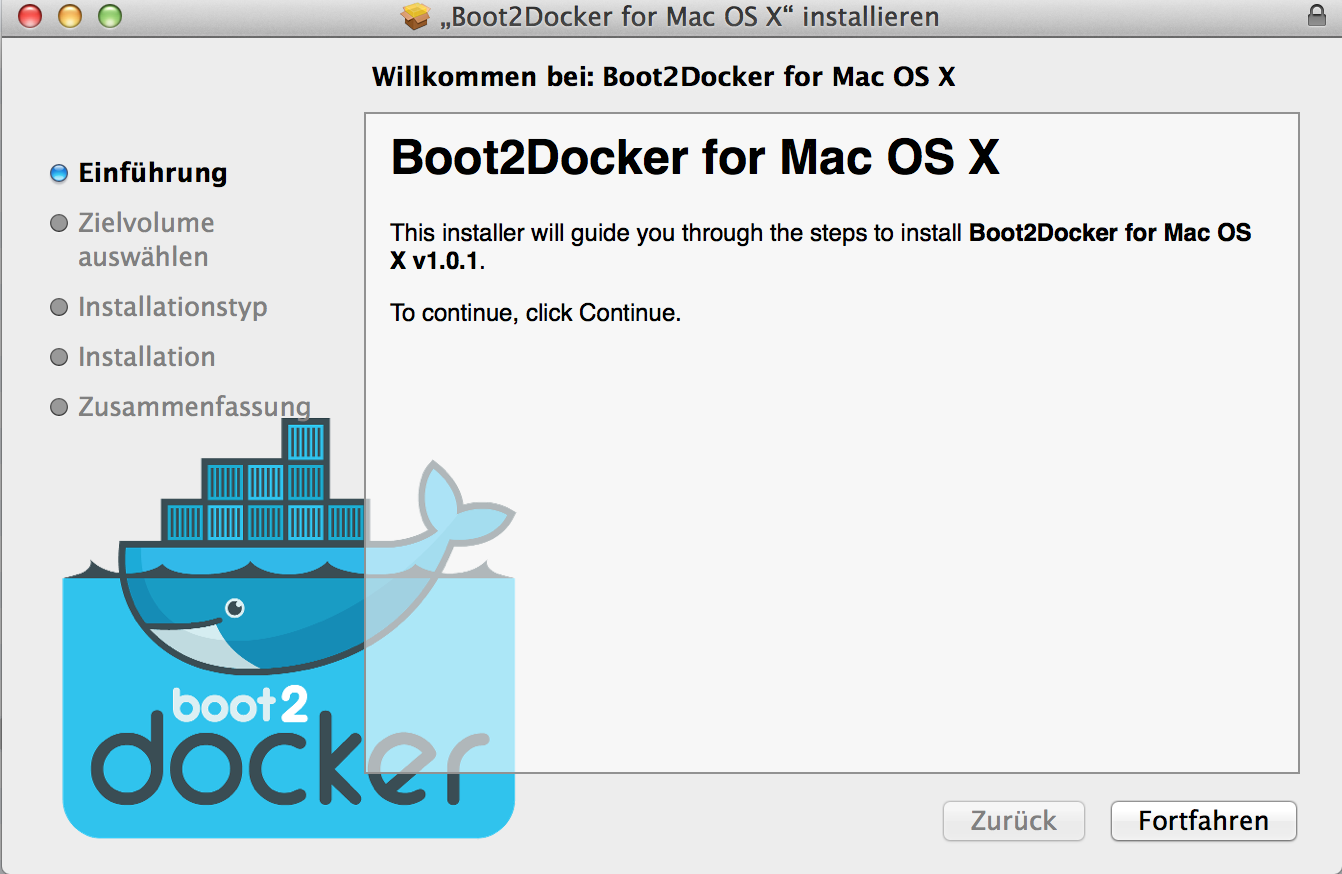 „Boot2Docker for Mac OS X“ installieren
Willkommen bei: Boot2Docker for Mac OS X
Einführung
Zielvolume
auswählen
Installationstyp
Installation
Zusammenfassung
Boot2Docker for Mac OS X
This installer will guide you through the steps to install Boot2Docker for Mac OS
X v1.0.1.
To continue, click Continue.
boot2
docker
Zurück
Fortfahren